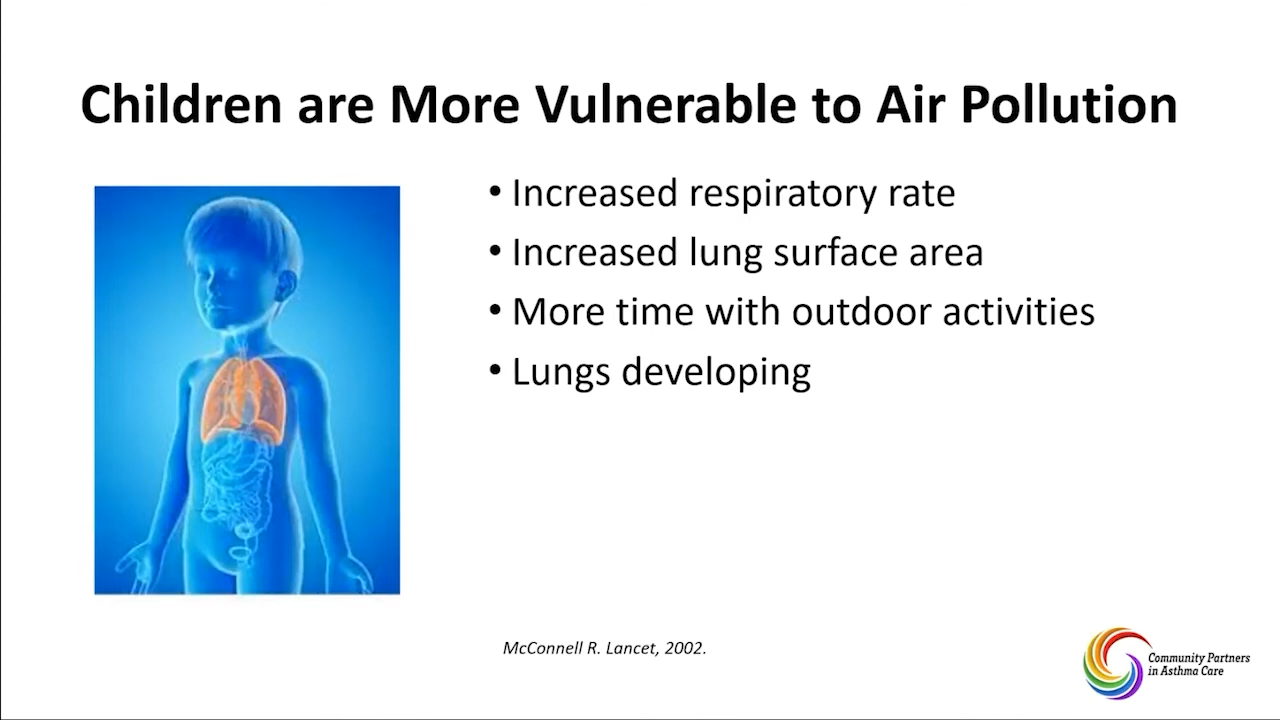 Children are More Vulnerable to Air Pollution
• Increased respiratory rate
• Increased lung surface area
• More time with outdoor activities
• Lungs developing
McConnell R. Lancet, 2002.
Community Partners
in Asthma Care